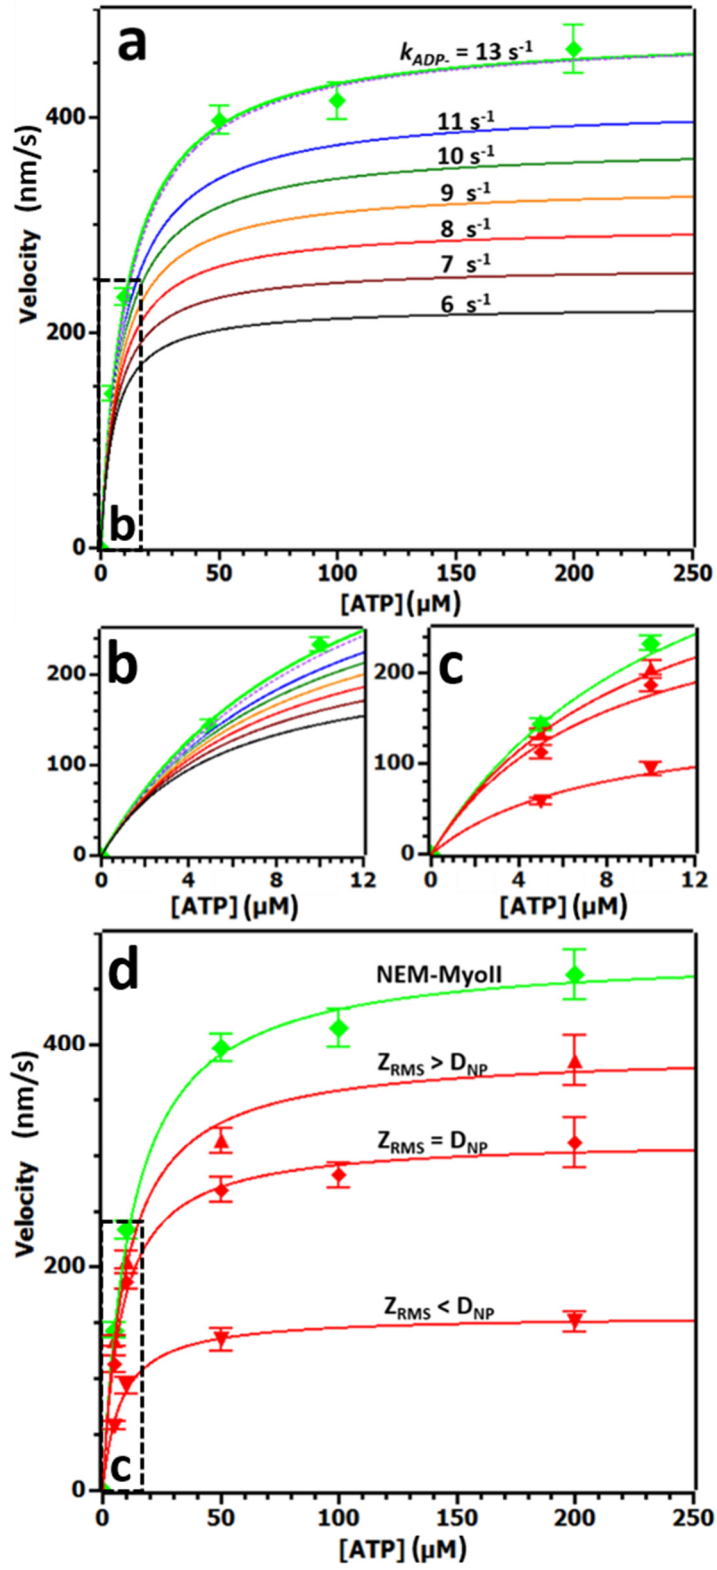 a
k_ADP- = 13 s⁻¹
11 s⁻¹
10 s⁻¹
9 s⁻¹
8 s⁻¹
7 s⁻¹
6 s⁻¹
400
200
0
Velocity (nm/s)
b
0 50 100 150 200 250
[ATP] (µM)
b
200
100
0
0 4 8 12
[ATP] (µM)
c
200
100
0
0 4 8 12
[ATP] (µM)
d
NEM-MyoII
Z_RMS > D_NP
Z_RMS = D_NP
Z_RMS < D_NP
400
200
0
Velocity (nm/s)
c
0 50 100 150 200 250
[ATP] (µM)